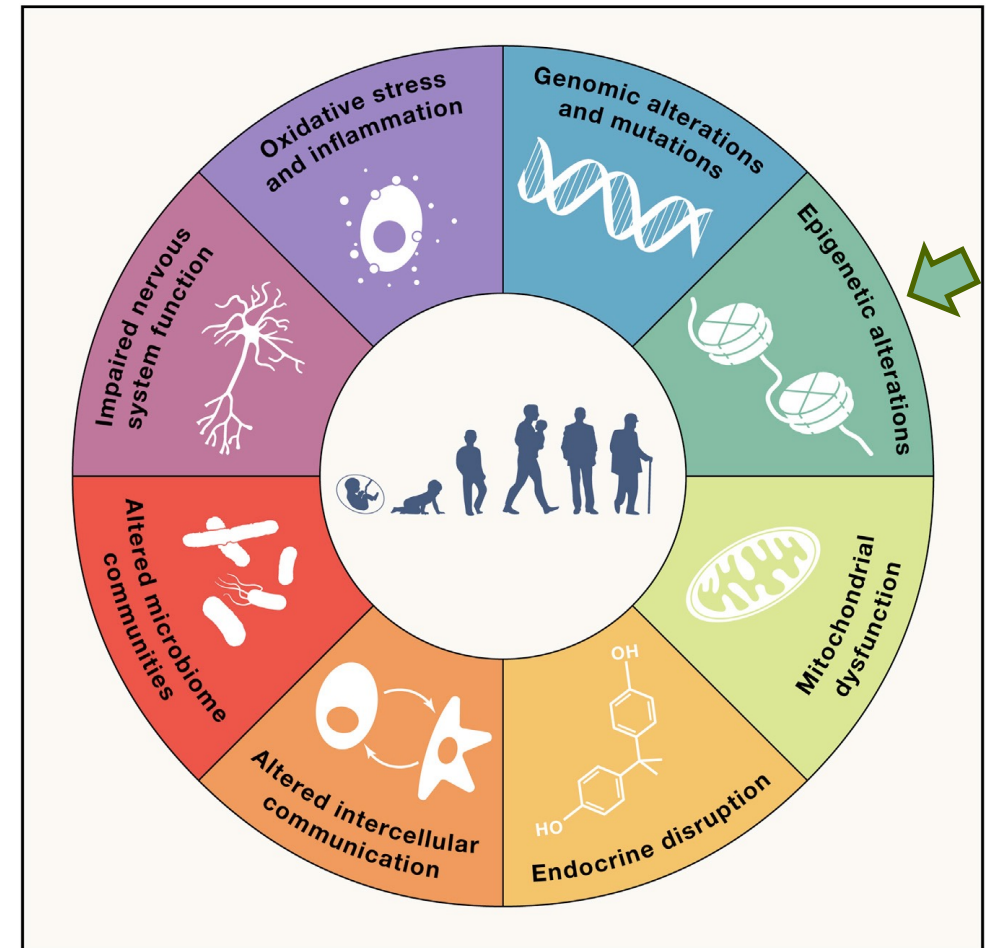 Oxidative stress
and inflammation
Genomic alterations
and mutations
Epigenetic alterations
Mitochondrial
dysfunction
OH
HO
Endocrine disruption
Altered intercellular
communication
Altered microbiome
communities
Impaired nervous
system function